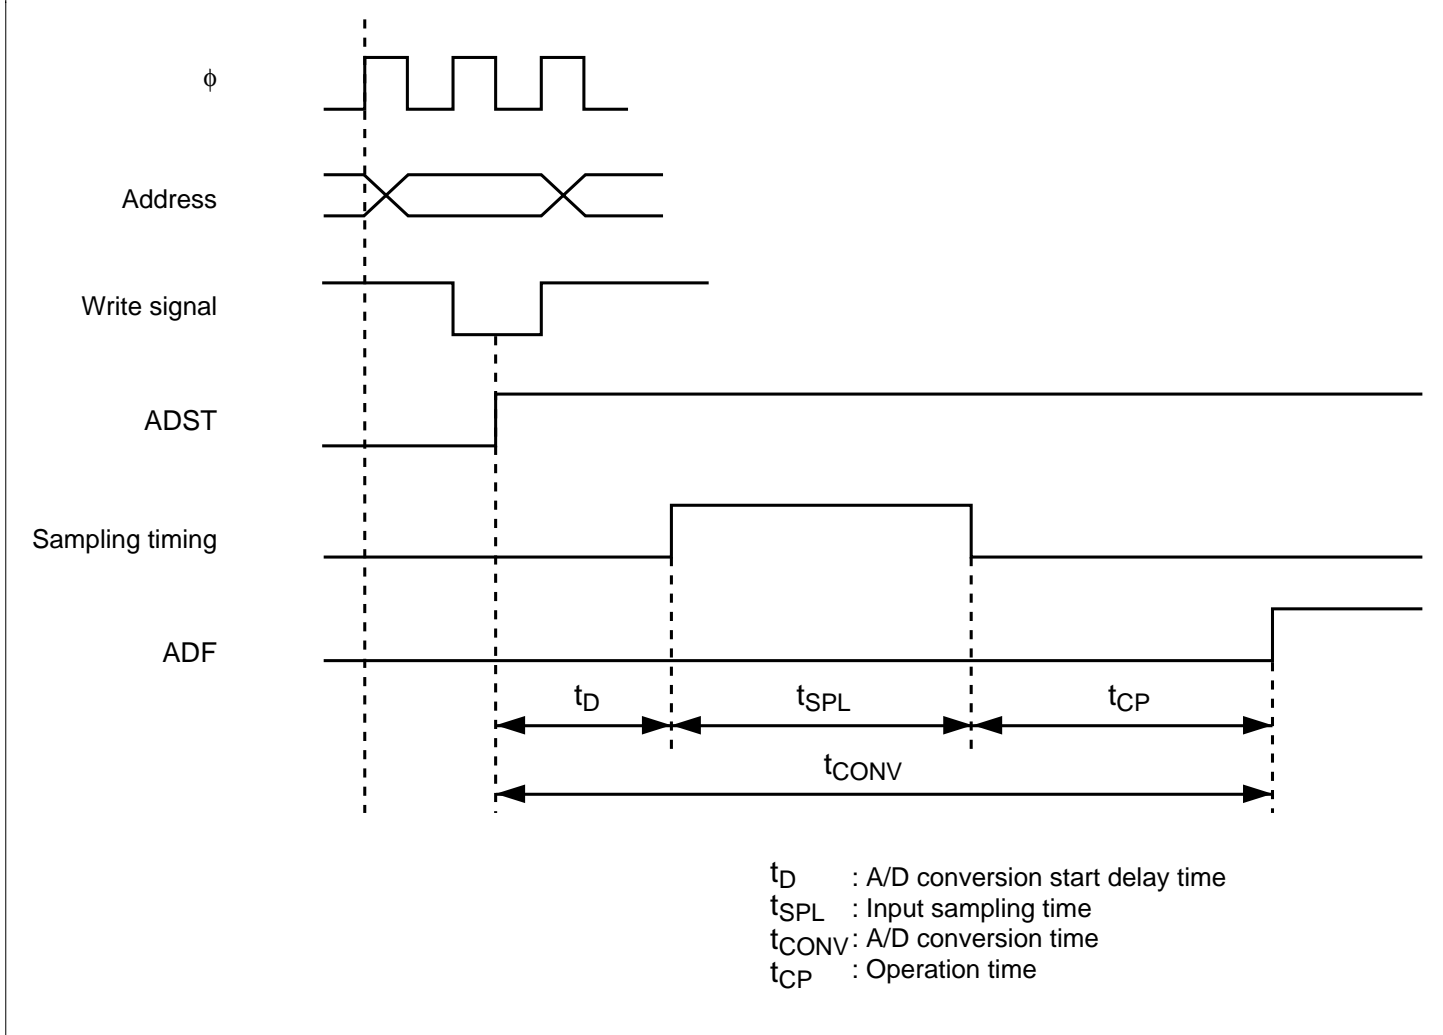 ϕ
Address
Write signal
ADST
Sampling timing
ADF
tD tSPL tCP
tCONV
tD : A/D conversion start delay time
tSPL : Input sampling time
tCONV : A/D conversion time
tCP : Operation time